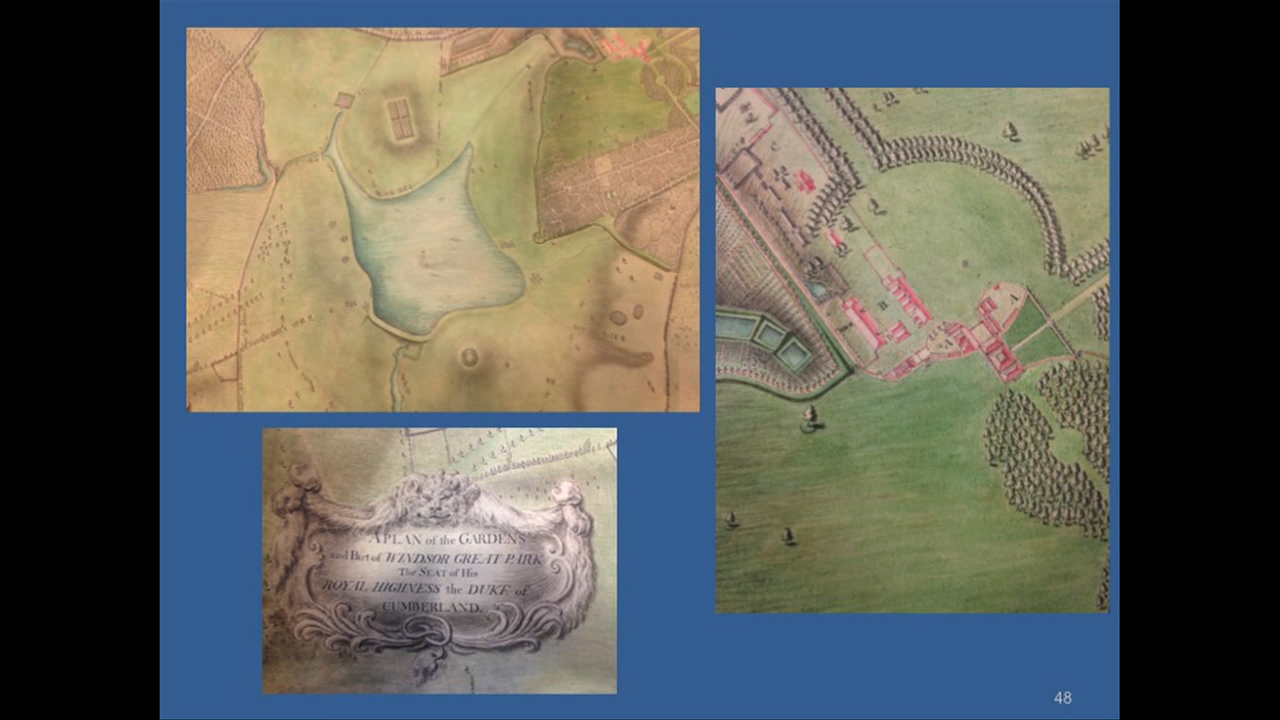 A PLAN of the GARDENS
and Part of WINDSOR GREAT PARK
The SEAT of His
ROYAL HIGHNESS the DUKE of
CUMBERLAND.
C
B
A
48